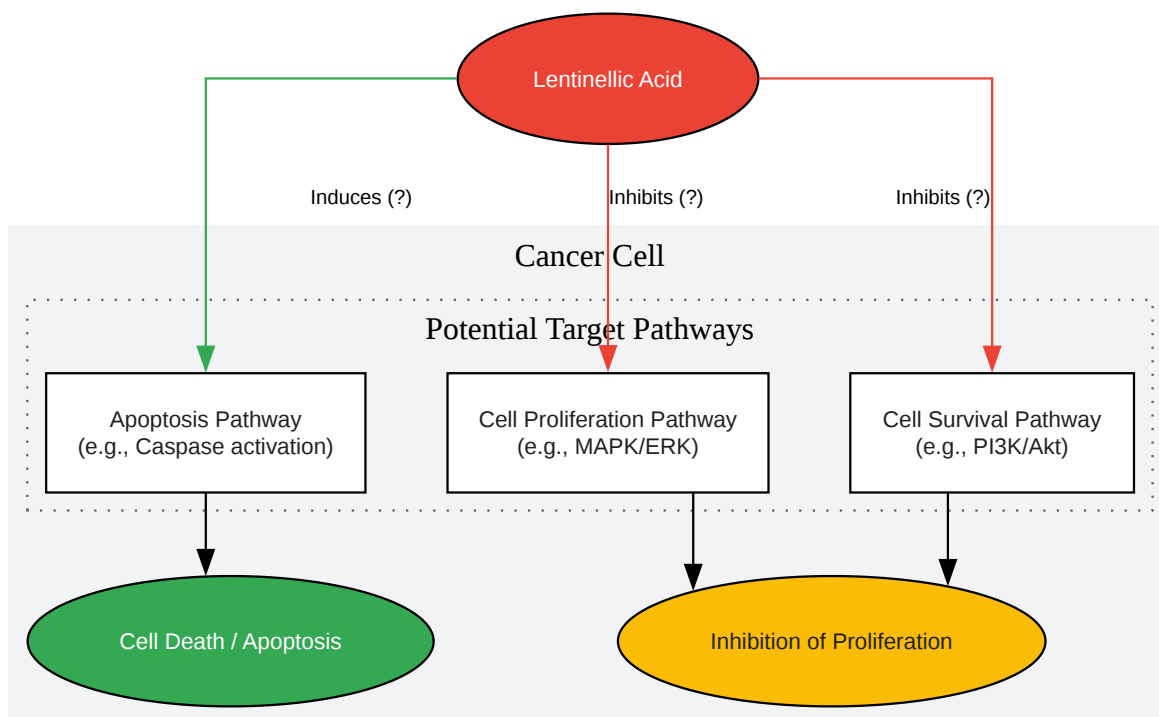 Lentinellic Acid
Induces (?)
Inhibits (?)
Inhibits (?)
Cancer Cell
Potential Target Pathways
Apoptosis Pathway
(e.g., Caspase activation)
Cell Proliferation Pathway
(e.g., MAPK/ERK)
Cell Survival Pathway
(e.g., PI3K/Akt)
Cell Death / Apoptosis
Inhibition of Proliferation